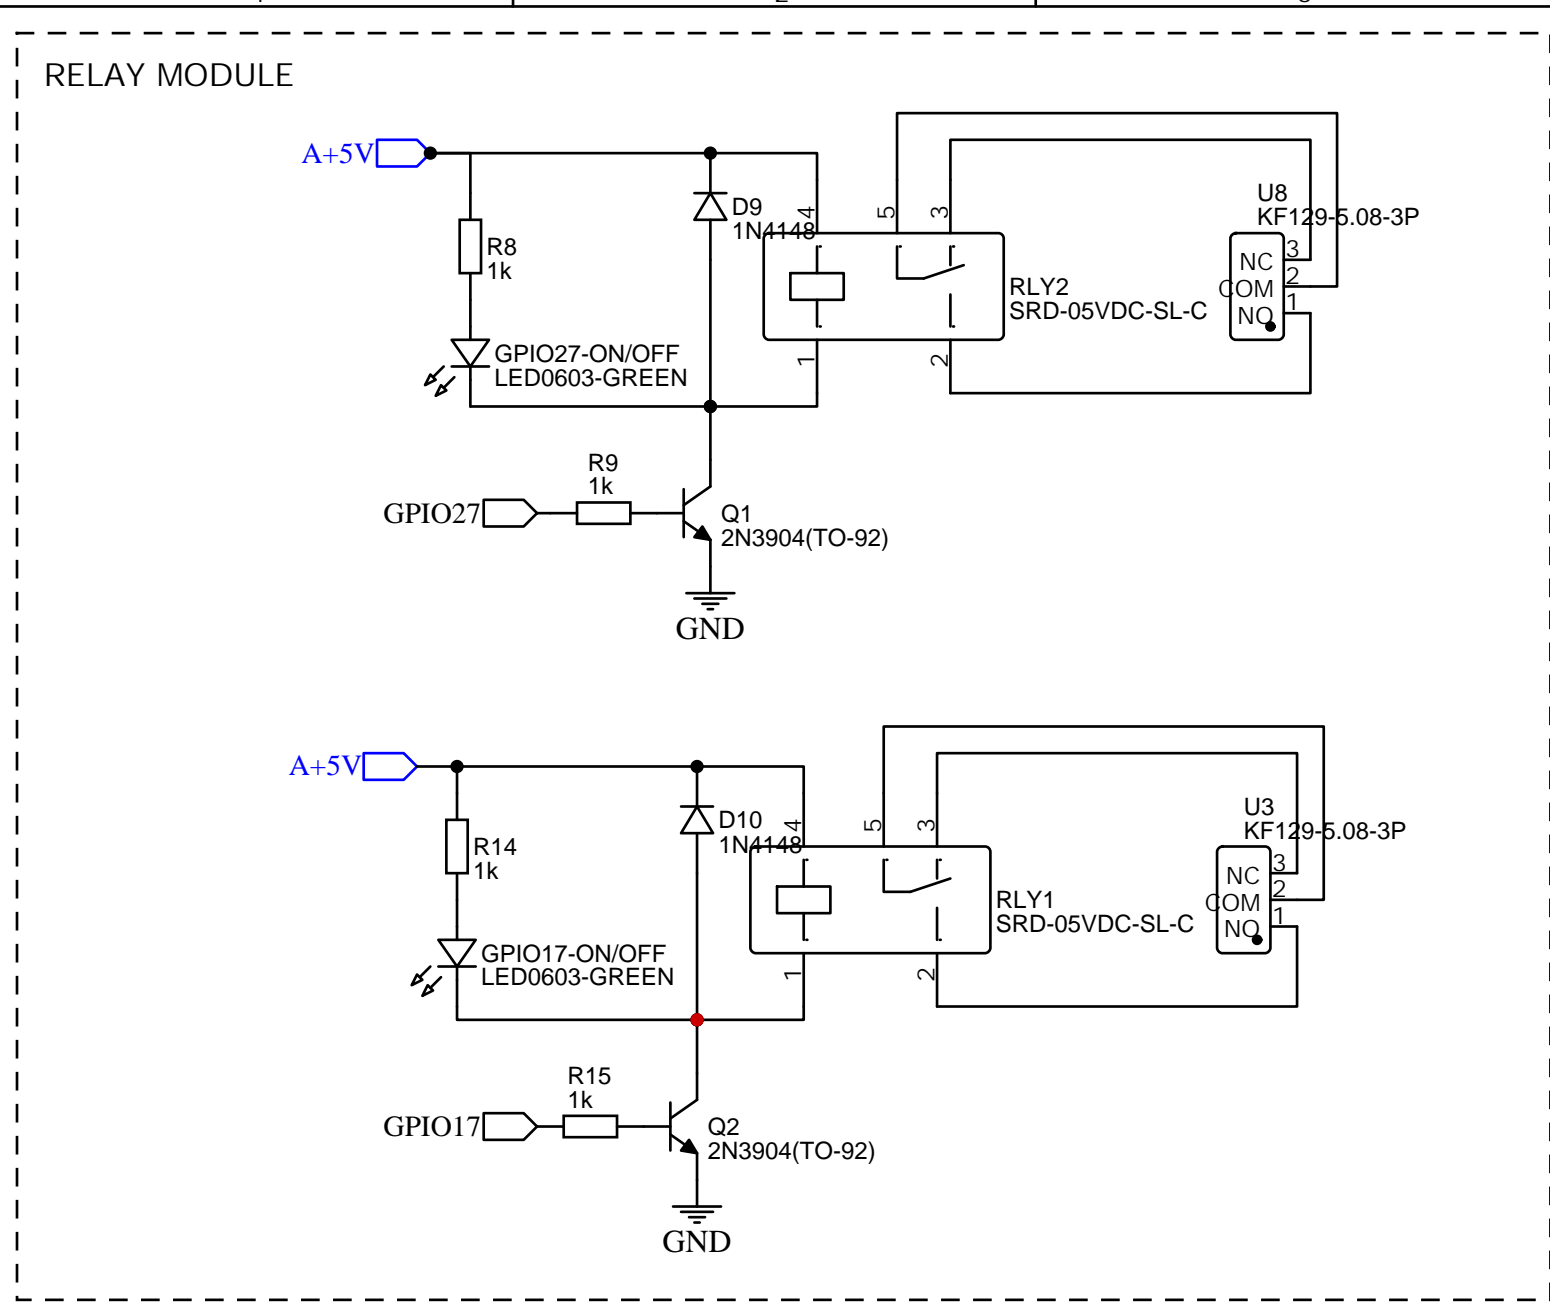 RELAY MODULE
A+5V
R8
1k
GPIO27-ON/OFF
LED0603-GREEN
D9
1N4148
4
5
3
1
2
RLY2
SRD-05VDC-SL-C
U8
KF129-5.08-3P
NC 3
COM 2
NO 1
R9
1k
GPIO27
Q1
2N3904(TO-92)
GND
A+5V
R14
1k
GPIO17-ON/OFF
LED0603-GREEN
D10
1N4148
4
5
3
1
2
RLY1
SRD-05VDC-SL-C
U3
KF129-5.08-3P
NC 3
COM 2
NO 1
R15
1k
GPIO17
Q2
2N3904(TO-92)
GND